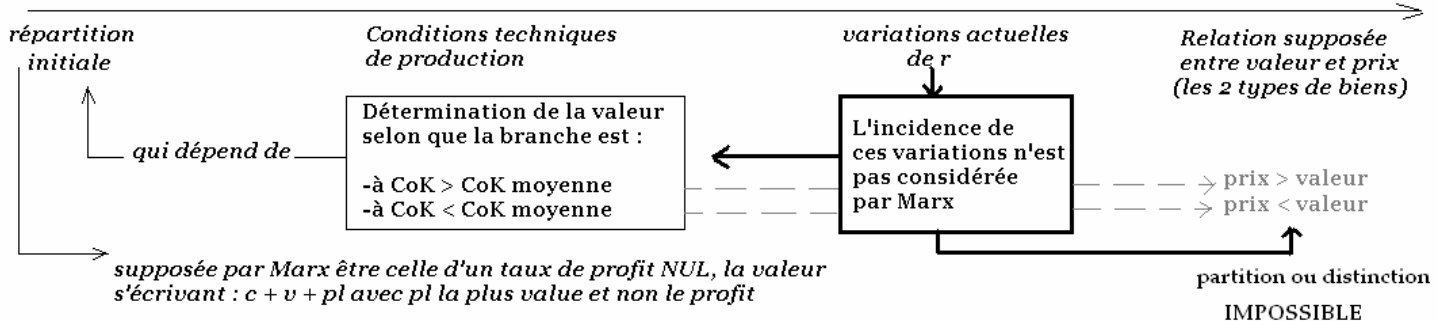 répartition
initiale
Conditions techniques
de production
variations actuelles
de r
Relation supposée
entre valeur et prix
(les 2 types de biens)
Détermination de la valeur
selon que la branche est :
-à CoK > CoK moyenne
-à CoK < CoK moyenne
qui dépend de
L'incidence de
ces variations n'est
pas considérée
par Marx
prix > valeur
prix < valeur
supposée par Marx être celle d'un taux de profit NUL, la valeur
s'écrivant : c + v + pl avec pl la plus value et non le profit
partition ou distinction
IMPOSSIBLE